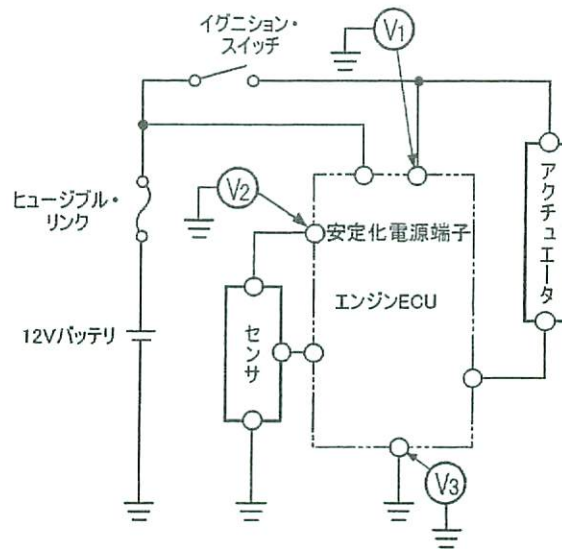 イグニション・
スイッチ
V1
ヒュージブル・
リンク
V2
安定化電源端子
アクチュエータ
エンジンECU
12Vバッテリ
センサ
V3